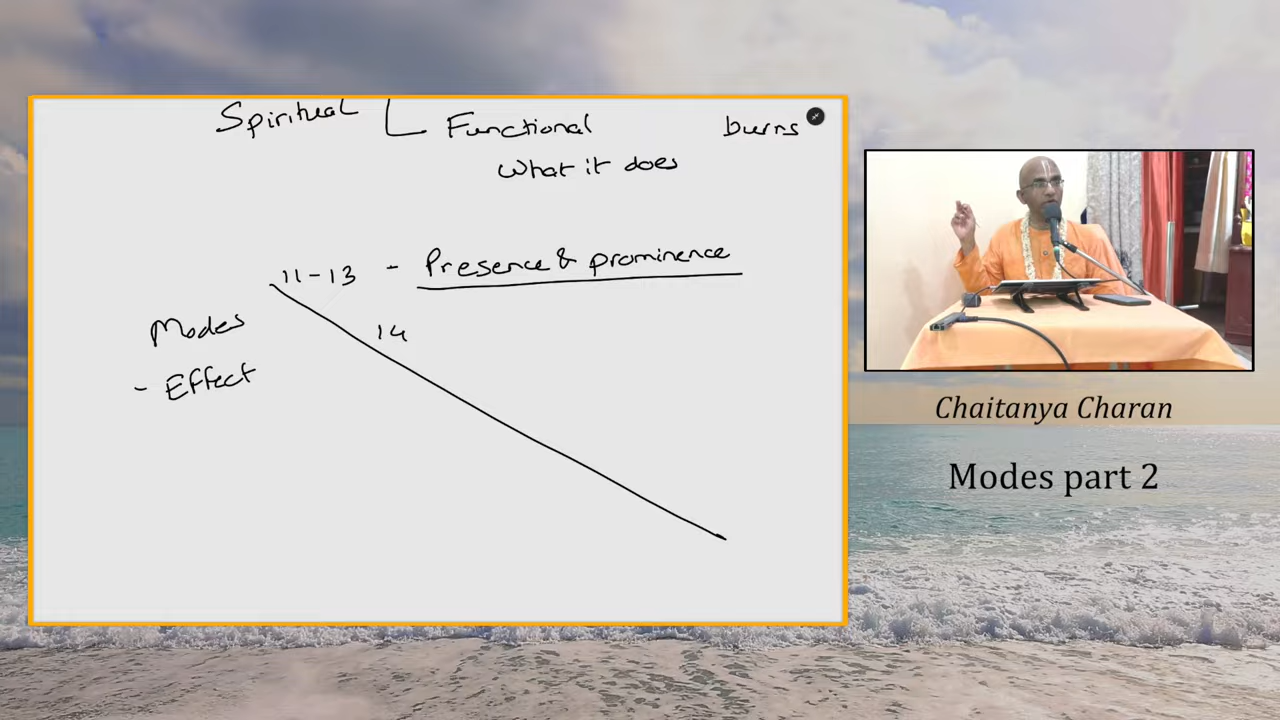 Spiritual Functional burns
What it does
11-13 - Presence & prominence
Modes 14
- Effect
Chaitanya Charan
Modes part 2